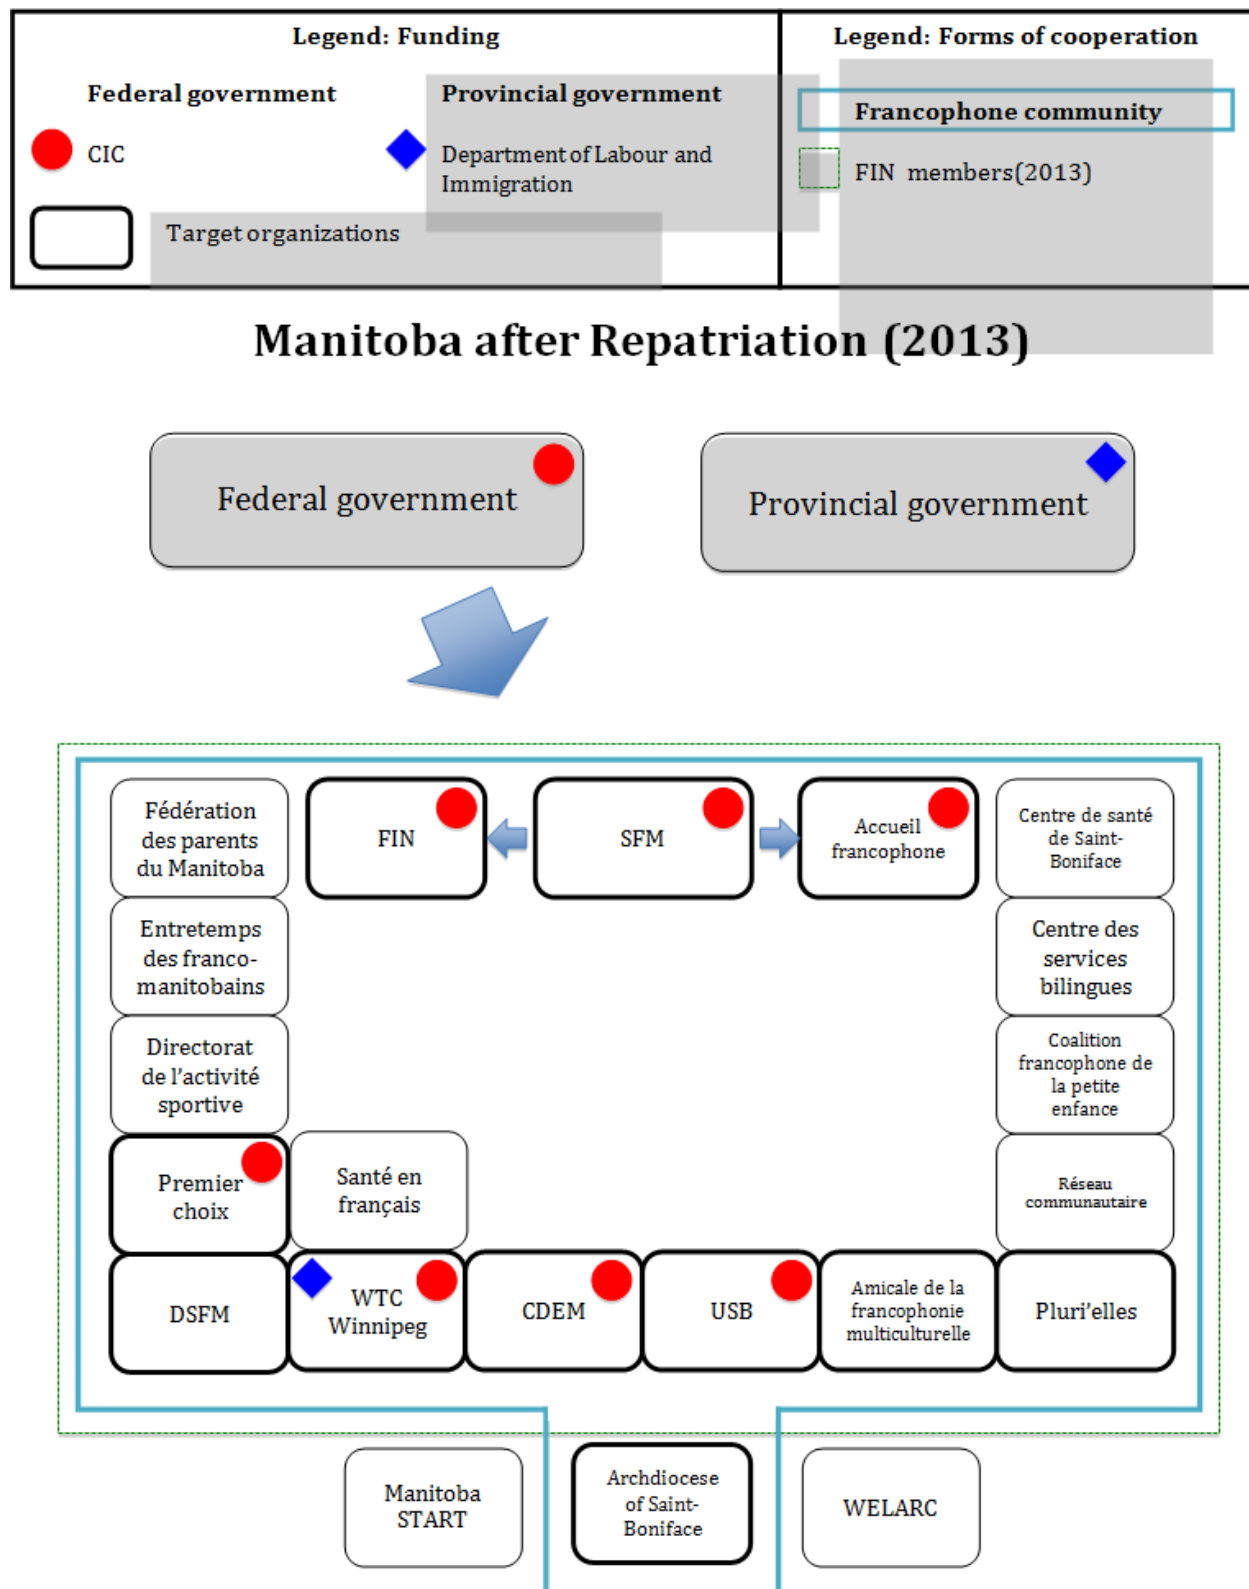 Legend: Funding
Legend: Forms of cooperation
Federal government
Provincial government
Francophone community
CIC
Department of Labour and
Immigration
FIN members(2013)
Target organizations
Manitoba after Repatriation (2013)
Federal government
Provincial government
Fédération
des parents
du Manitoba
FIN
SFM
Accueil
francophone
Centre de santé
de Saint-
Boniface
Entretemps
des franco-
manitobains
Centre des
services
bilingues
Directorat
de l'activité
sportive
Coalition
francophone de
la petite
enfance
Premier
choix
Santé en
français
Réseau
communautaire
DSFM
WTC
Winnipeg
CDEM
USB
Amicale de la
francophonie
multiculturelle
Pluri'elles
Manitoba
START
Archdiocese
of Saint-
Boniface
WELARC